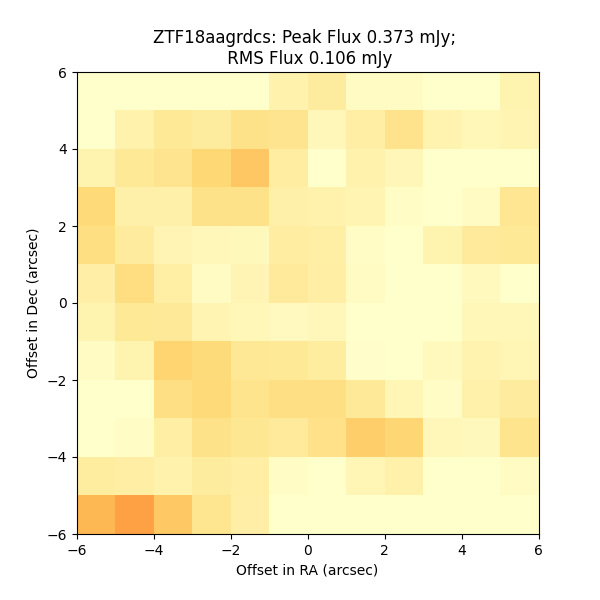 ZTF18aagrdcs: Peak Flux 0.373 mJy;
RMS Flux 0.106 mJy
6
4
2
0
−2
−4
−6
Offset in Dec (arcsec)
−6 −4 −2 0 2 4 6
Offset in RA (arcsec)